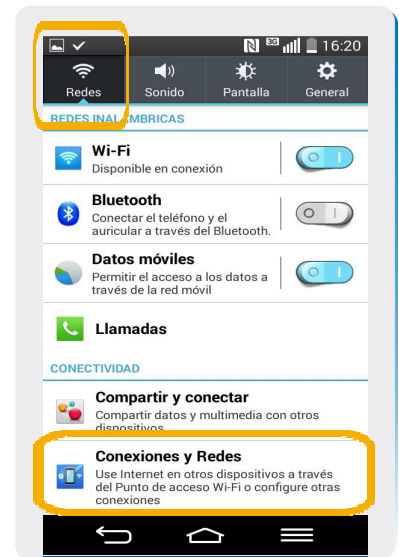 3G 16:20
Redes Sonido Pantalla General
REDES INALÁMBRICAS
Wi-Fi
Disponible en conexión
Bluetooth
Conectar el teléfono y el
auricular a través del Bluetooth.
Datos móviles
Permitir el acceso a los datos a
través de la red móvil
Llamadas
CONECTIVIDAD
Compartir y conectar
Compartir datos y multimedia con otros
dispositivos
Conexiones y Redes
Use Internet en otros dispositivos a través
del Punto de acceso Wi-Fi o configure otras
conexiones